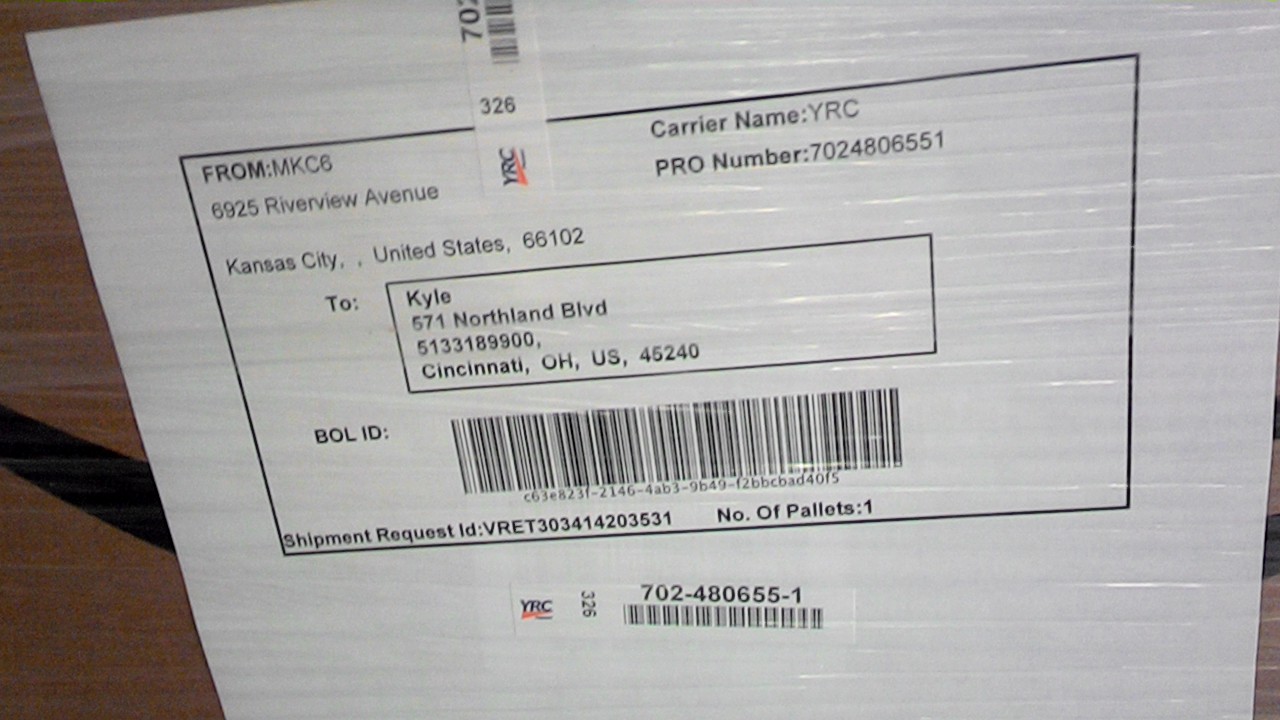 702
326
YRC
FROM:MKC6
6925 Riverview Avenue
Kansas City, , United States, 66102
Carrier Name:YRC
PRO Number:7024806551
To:
Kyle
571 Northland Blvd
5133189900,
Cincinnati, OH, US, 45240
BOL ID:
c63e823f-2146-4ab3-9b49-f2bbcbad40f5
Shipment Request Id:VRET303414203531
No. Of Pallets:1
YRC
326
702-480655-1